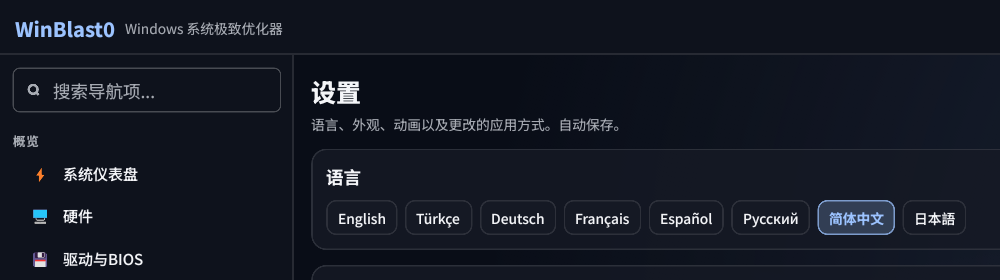 WinBlast0 Windows 系统极致优化器
搜索导航项...
概览
系统仪表盘
硬件
驱动与BIOS
设置
语言、外观、动画以及更改的应用方式。自动保存。
语言
English Türkçe Deutsch Français Español Русский 简体中文 日本語